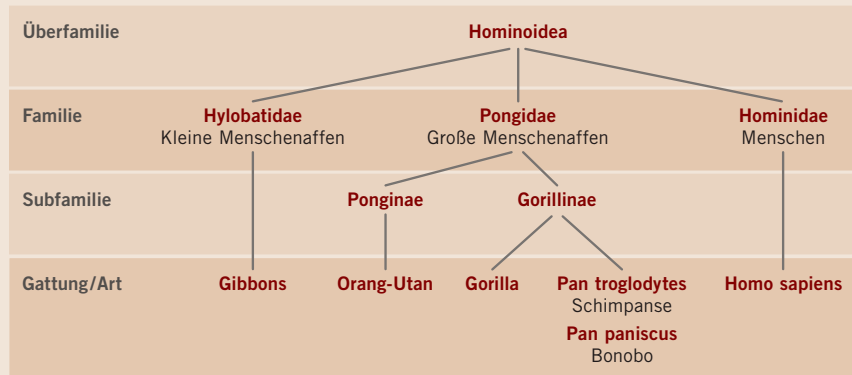 Überfamilie
Hominoidea
Familie
Hylobatidae
Kleine Menschenaffen
Pongidae
Große Menschenaffen
Hominidae
Menschen
Subfamilie
Ponginae
Gorillinae
Gattung/Art
Gibbons
Orang-Utan
Gorilla
Pan troglodytes
Schimpanse
Pan paniscus
Bonobo
Homo sapiens